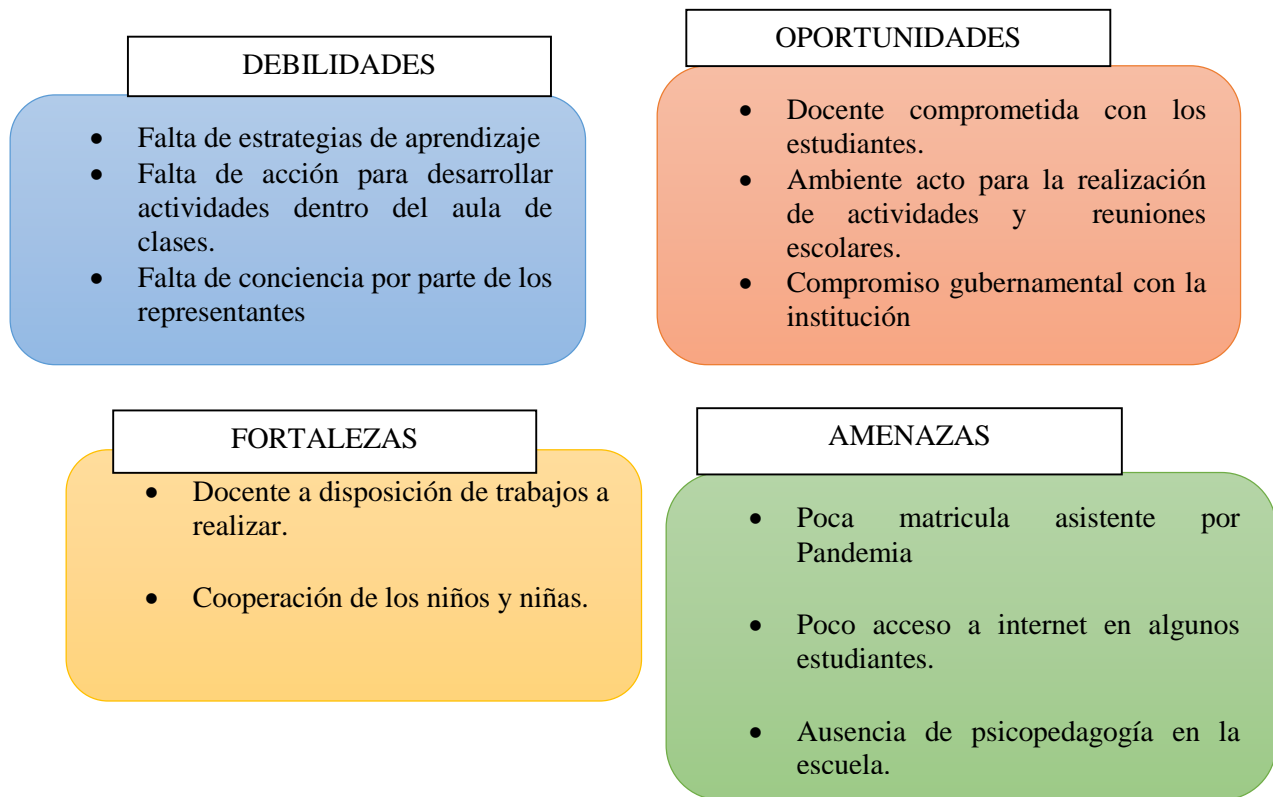 DEBILIDADES
• Falta de estrategias de aprendizaje
• Falta de acción para desarrollar
actividades dentro del aula de
clases.
• Falta de conciencia por parte de los
representantes
OPORTUNIDADES
• Docente comprometida con los
estudiantes.
• Ambiente acto para la realización
de actividades y reuniones
escolares.
• Compromiso gubernamental con la
institución
FORTALEZAS
• Docente a disposición de trabajos a
realizar.
• Cooperación de los niños y niñas.
AMENAZAS
• Poca matricula asistente por
Pandemia
• Poco acceso a internet en algunos
estudiantes.
• Ausencia de psicopedagogía en la
escuela.